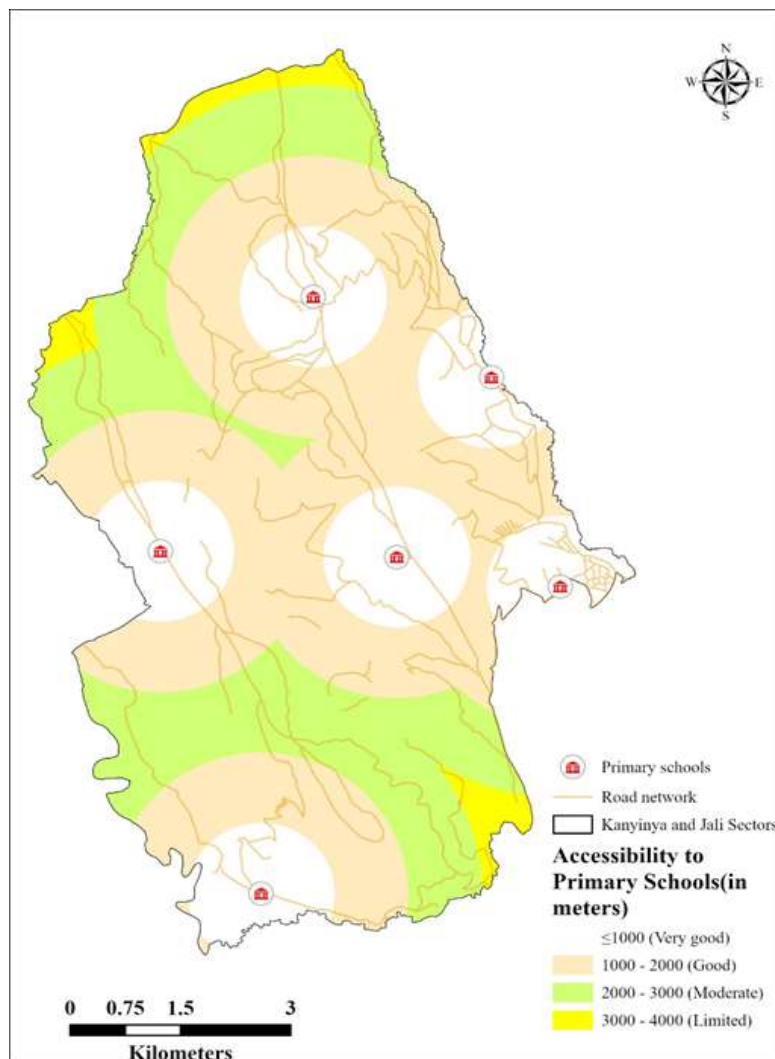 N
W E
S
Primary schools
Road network
Kanyinya and Jali Sectors
Accessibility to
Primary Schools(in
meters)
≤1000 (Very good)
1000 - 2000 (Good)
2000 - 3000 (Moderate)
3000 - 4000 (Limited)
0 0.75 1.5 3
Kilometers